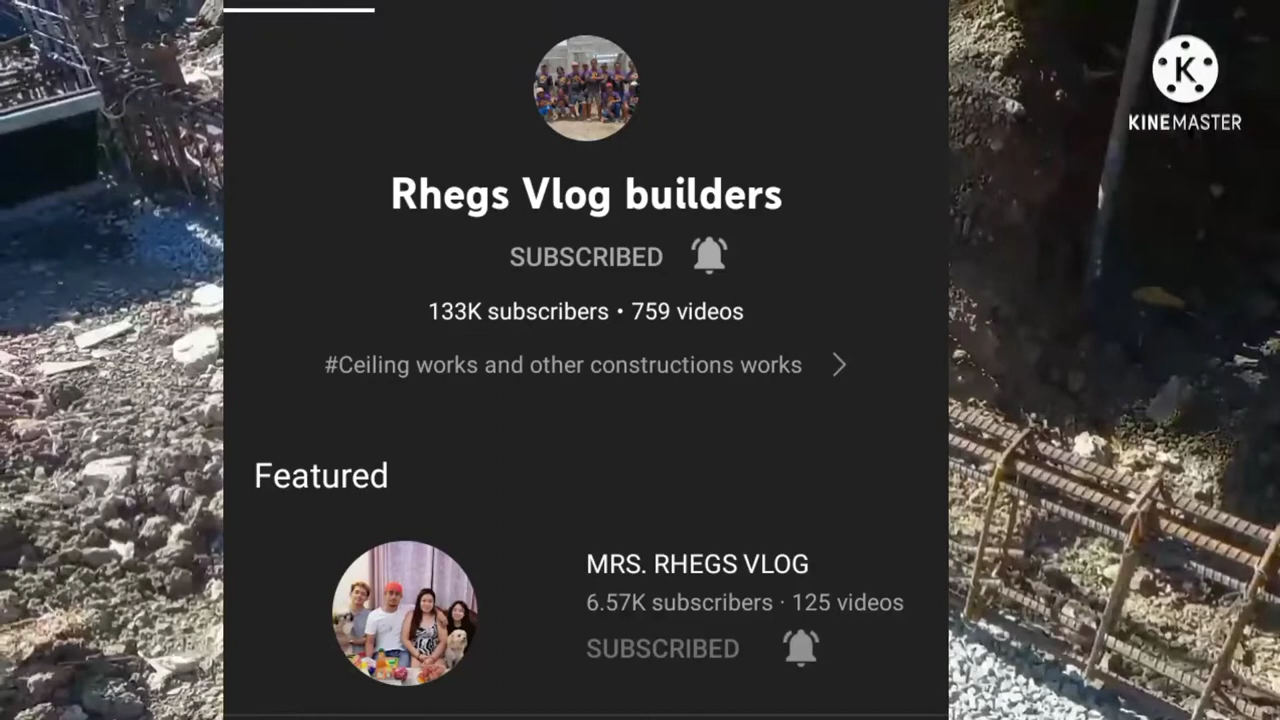 K
KINEMASTER
Rhegs Vlog builders
SUBSCRIBED
133K subscribers • 759 videos
#Ceiling works and other constructions works
Featured
MRS. RHEGS VLOG
6.57K subscribers · 125 videos
SUBSCRIBED